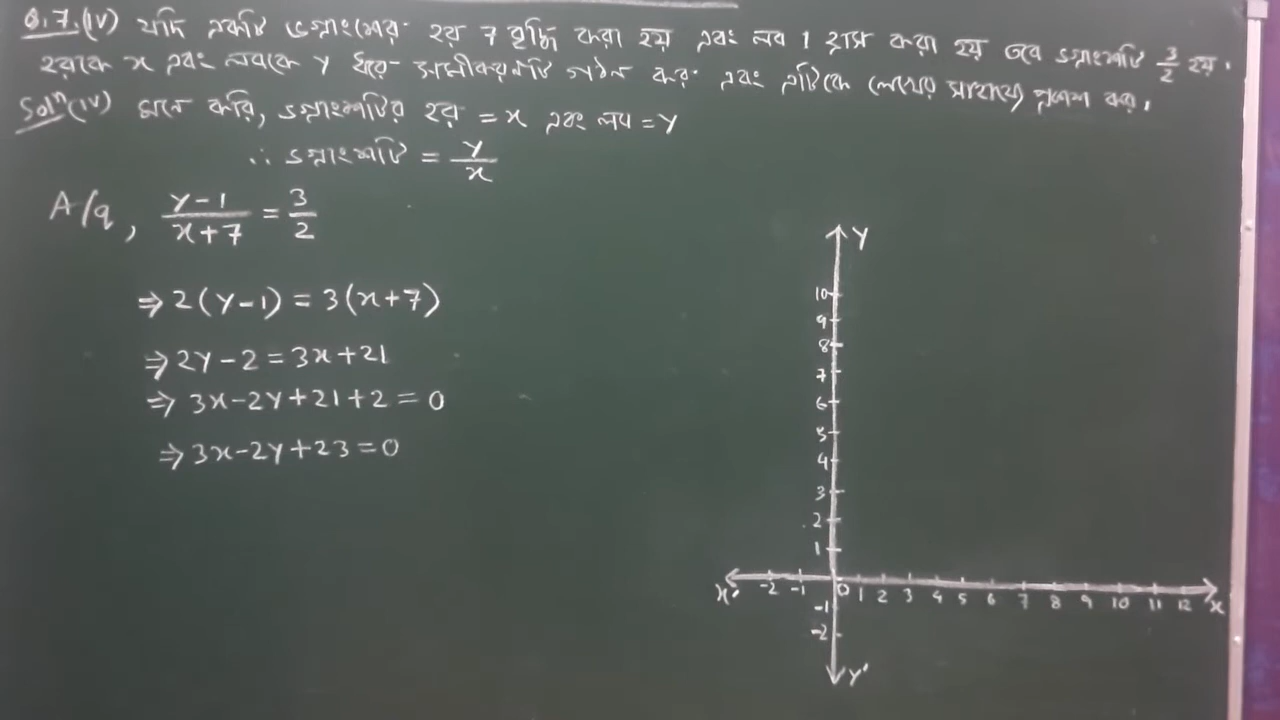 Q.7.(iv) যদি একটি ভগ্নাংশের হর 7 বৃদ্ধি করা হয় এবং লব 1 হ্রাস করা হয় তবে ভগ্নাংশটি 3/2 হয়।
হরকে x এবং লবকে y ধরে সমীকরণটি গঠন কর এবং এটিকে লেখের সাহায্যে প্রকাশ কর।
Solⁿ(iv) মনে করি, ভগ্নাংশটির হর = x এবং লব = y
∴ ভগ্নাংশটি = y/x
A/q, (y-1)/(x+7) = 3/2
⇒ 2(y-1) = 3(x+7)
⇒ 2y-2 = 3x+21
⇒ 3x-2y+21+2 = 0
⇒ 3x-2y+23 = 0
Y
10
9
8
7
6
5
4
3
2
1
X' -2 -1 0 1 2 3 4 5 6 7 8 9 10 11 12 X
-1
-2
Y'